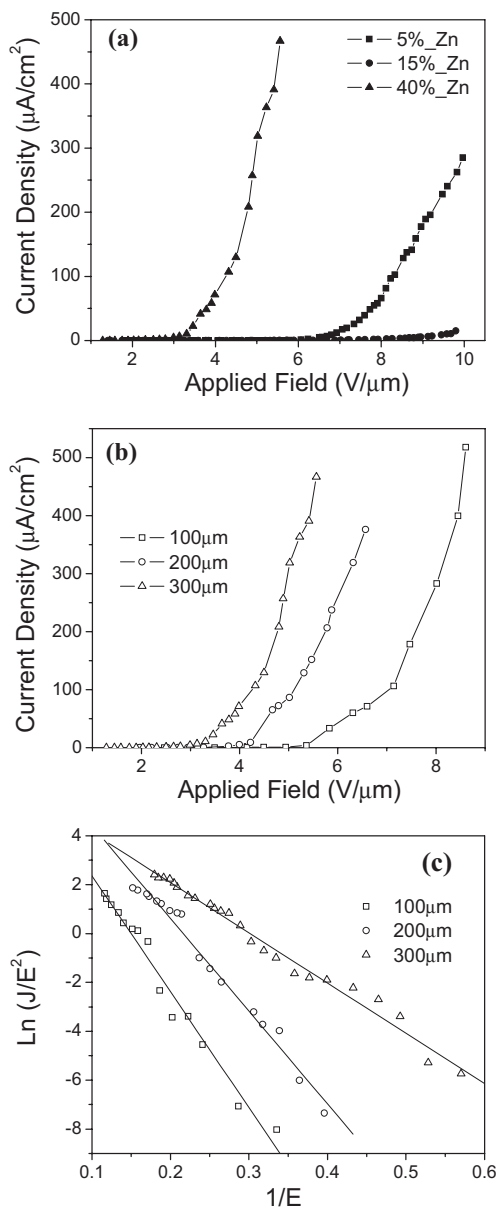 (a)
5%_Zn
15%_Zn
40%_Zn
500
400
300
200
100
0
Current Density (μA/cm²)
2 4 6 8 10
Applied Field (V/μm)
(b)
100μm
200μm
300μm
500
400
300
200
100
0
Current Density (μA/cm²)
2 4 6 8
Applied Field (V/μm)
(c)
100μm
200μm
300μm
4
2
0
-2
-4
-6
-8
Ln (J/E²)
0.1 0.2 0.3 0.4 0.5 0.6
1/E